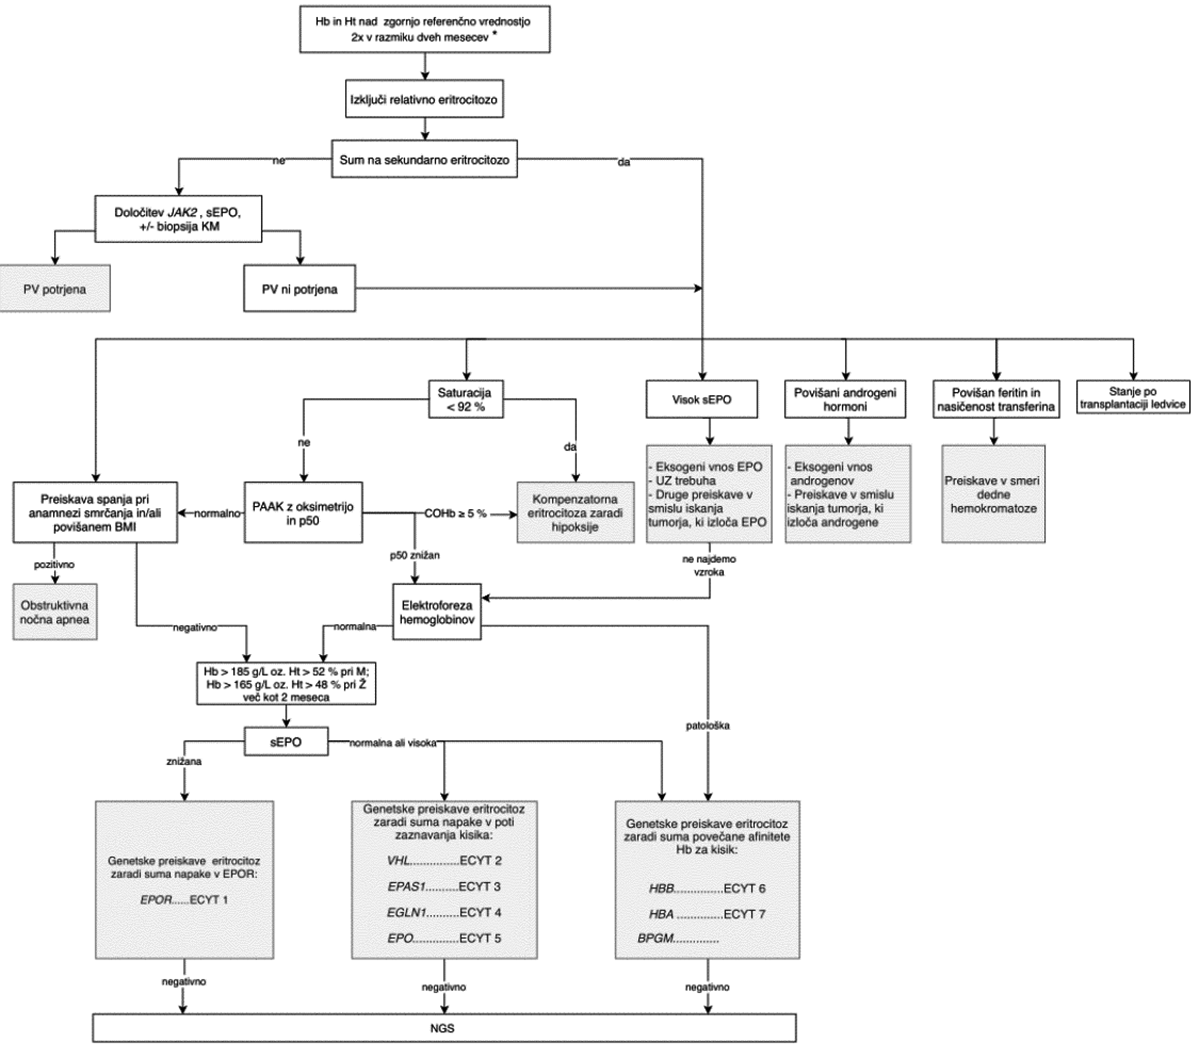 Hb in Ht nad zgornjo referenčno vrednostjo
2x v razmiku dveh mesecev *
Izključi relativno eritrocitozo
Sum na sekundarno eritrocitozo
ne
da
Določitev JAK2 , sEPO,
+/- biopsija KM
PV potrjena
PV ni potrjena
Saturacija
< 92 %
Visok sEPO
Povišani androgeni
hormoni
Povišan feritin in
nasičenost transferina
Stanje po
transplantaciji ledvice
ne
da
- Eksogeni vnos EPO
- UZ trebuha
- Druge preiskave v
smislu iskanja
tumorja, ki izloča EPO
- Eksogeni vnos
androgenov
- Preiskave v smislu
iskanja tumorja, ki
izloča androgene
Preiskave v smeri
dedne
hemokromatoze
Preiskava spanja pri
anamnezi smrčanja in/ali
povišanem BMI
normalno
PAAK z oksimetrijo
in p50
COHb ≥ 5 %
Kompenzatorna
eritrocitoza zaradi
hipoksije
pozitivno
p50 znižan
ne najdemo
vzroka
Obstruktivna
nočna apnea
Elektroforeza
hemoglobinov
negativno
normalna
Hb > 185 g/L oz. Ht > 52 % pri M;
Hb > 165 g/L oz. Ht > 48 % pri Ž
več kot 2 meseca
patološka
sEPO
normalna ali visoka
znižana
Genetske preiskave eritrocitoz
zaradi suma napake v EPOR:
EPOR.....ECYT 1
Genetske preiskave eritrocitoz
zaradi suma napake v poti
zaznavanja kisika:
VHL..............ECYT 2
EPAS1..........ECYT 3
EGLN1..........ECYT 4
EPO..............ECYT 5
Genetske preiskave eritrocitoz
zaradi suma povečane afinitete
Hb za kisik:
HBB...............ECYT 6
HBA ..............ECYT 7
BPGM..............
negativno
negativno
negativno
NGS